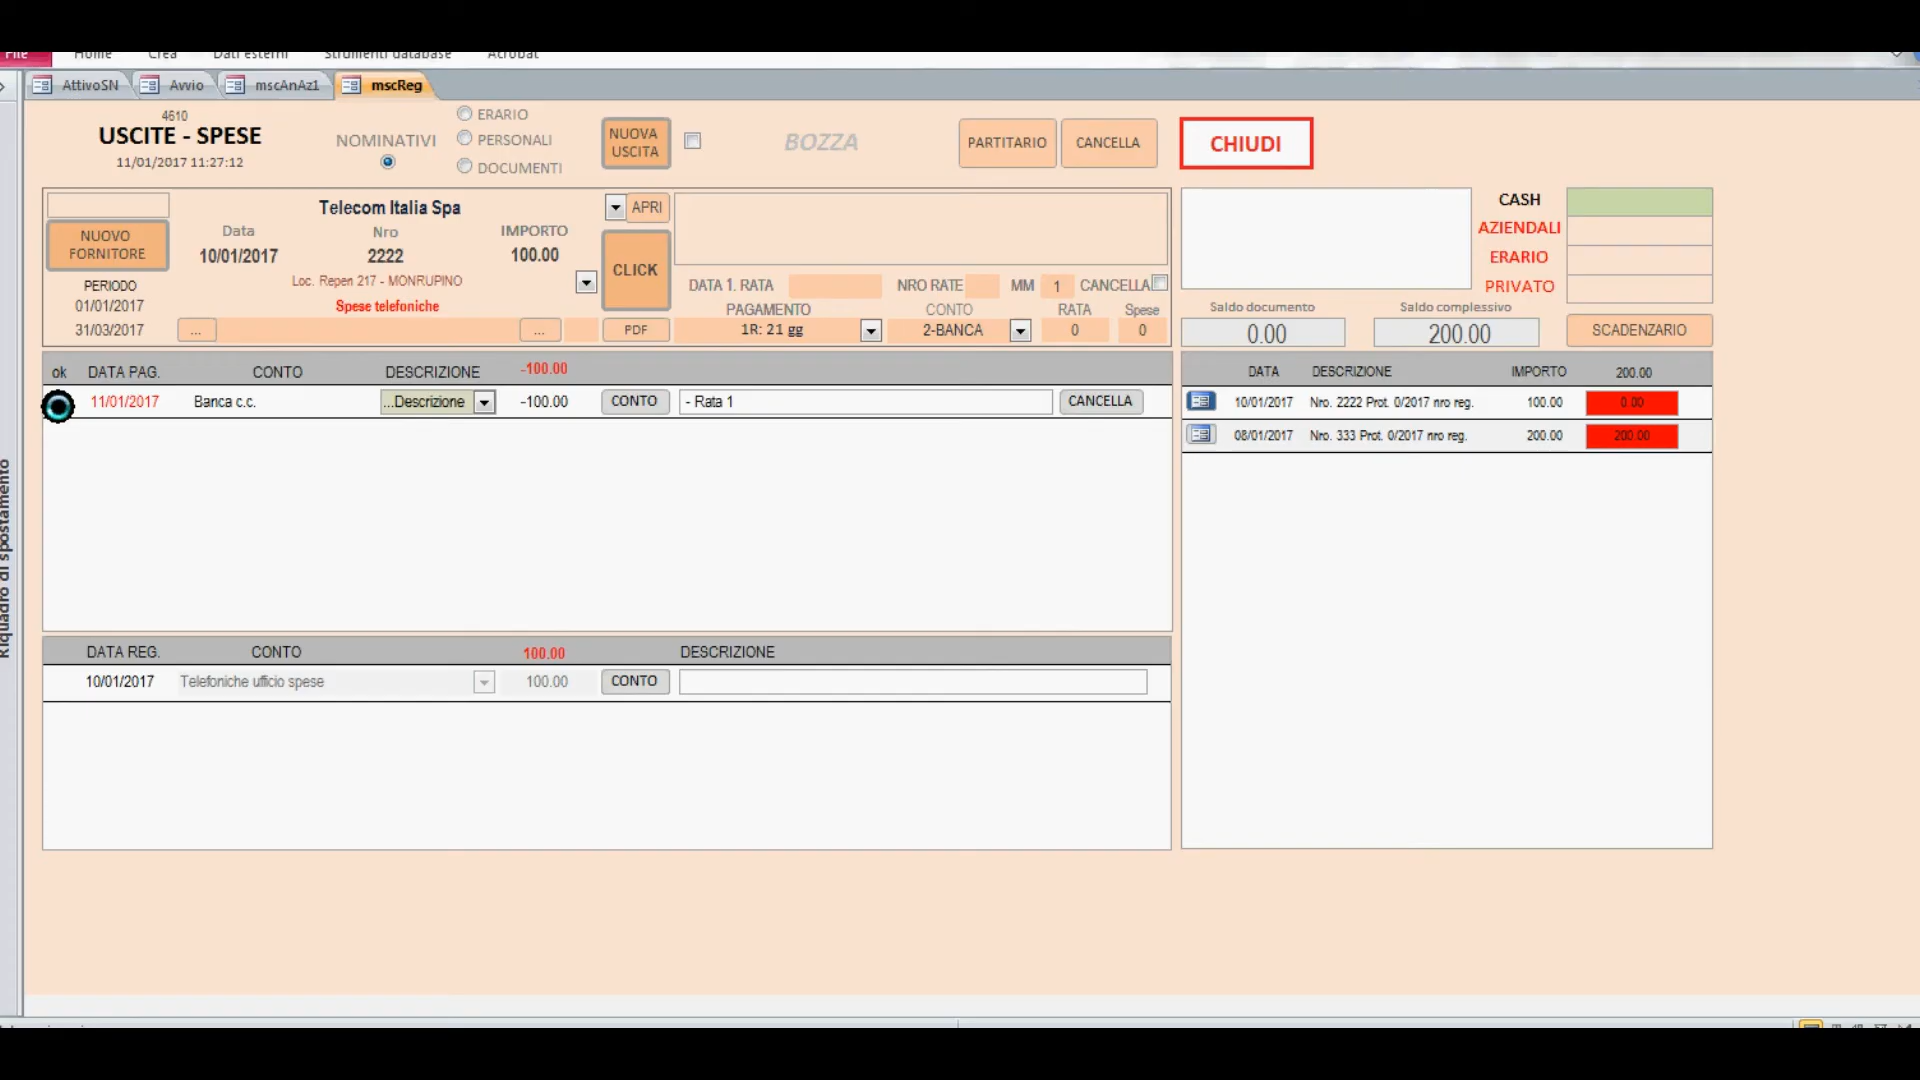 File Home Crea Dati esterni Strumenti database Acrobat
AttivoSN Avvio mscAnAz1 mscReg
4610
USCITE - SPESE
11/01/2017 11:27:12
NOMINATIVI
ERARIO
PERSONALI
DOCUMENTI
NUOVA
USCITA
BOZZA
PARTITARIO
CANCELLA
CHIUDI
NUOVO
FORNITORE
PERIODO
01/01/2017
31/03/2017
Telecom Italia Spa
Data Nro IMPORTO
10/01/2017 2222 100.00
Loc. Repen 217 - MONRUPINO
Spese telefoniche
... ...
APRI
CLICK
PDF
DATA 1. RATA NRO RATE MM 1 CANCELLA
PAGAMENTO CONTO RATA Spese
1R: 21 gg 2-BANCA 0 0
CASH
AZIENDALI
ERARIO
PRIVATO
Saldo documento Saldo complessivo
0.00 200.00
SCADENZARIO
ok DATA PAG. CONTO DESCRIZIONE -100.00
11/01/2017 Banca c.c. ...Descrizione -100.00 CONTO - Rata 1 CANCELLA
DATA DESCRIZIONE IMPORTO 200.00
10/01/2017 Nro. 2222 Prot. 0/2017 nro reg. 100.00 0.00
08/01/2017 Nro. 333 Prot. 0/2017 nro reg. 200.00 200.00
DATA REG. CONTO 100.00 DESCRIZIONE
10/01/2017 Telefoniche ufficio spese 100.00 CONTO
Riquadro di spostamento